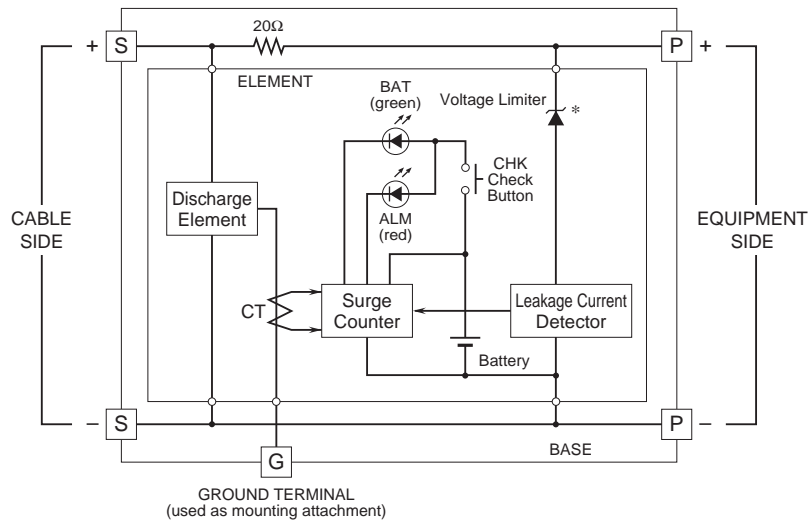 20Ω
+ S P +
ELEMENT
BAT
(green)
Voltage Limiter *
CHK
Check
Button
Discharge
Element
ALM
(red)
CABLE
SIDE
EQUIPMENT
SIDE
CT
Surge
Counter
Leakage Current
Detector
Battery
– S P –
BASE
G
GROUND TERMINAL
(used as mounting attachment)